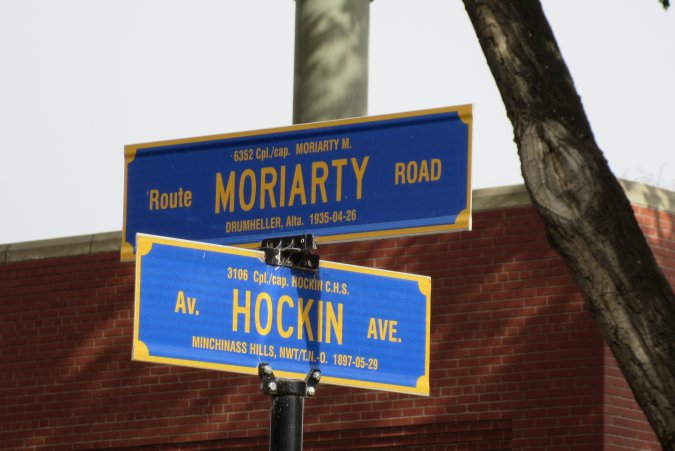 6352 Cpl./cap. MORIARTY M.
Route MORIARTY ROAD
DRUMHELLER, Alta. 1935-04-26
3106 Cpl./cap. HOCKIN C.H.S.
Av. HOCKIN AVE.
MINCHINASS HILLS, NWT/T.N.-O. 1897-05-29